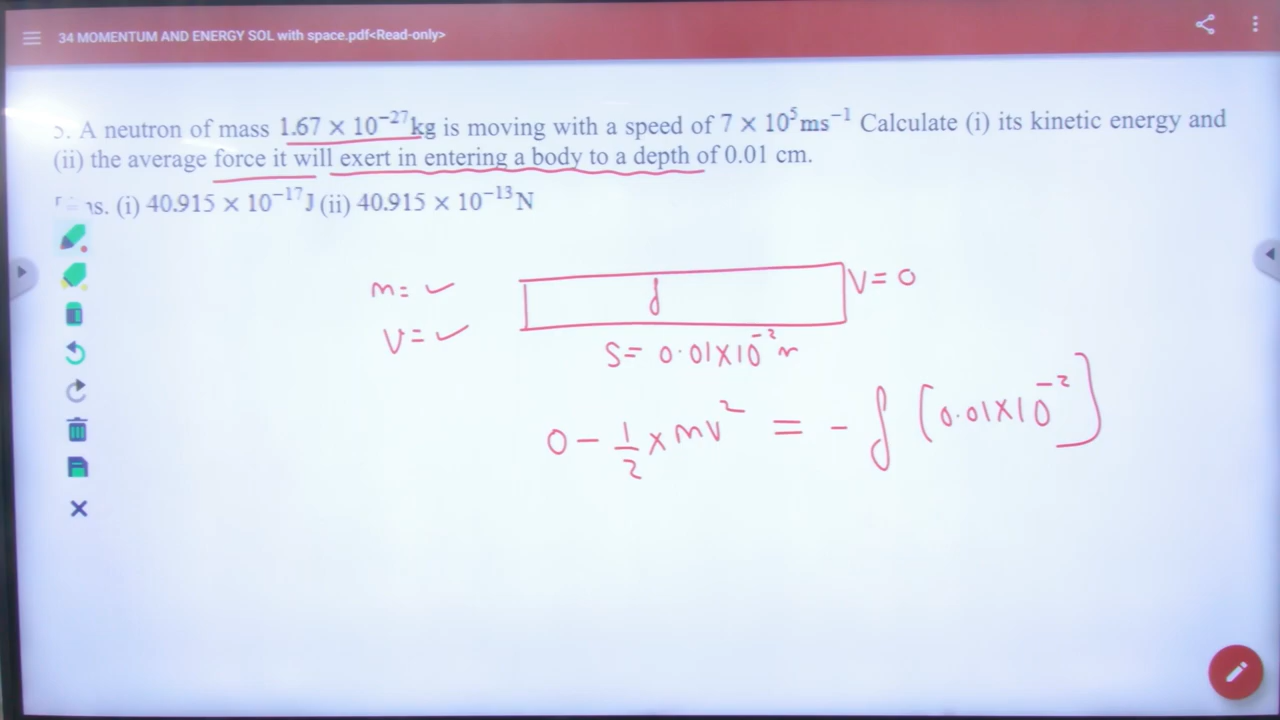 34 MOMENTUM AND ENERGY SOL with space.pdf<Read-only>
5. A neutron of mass 1.67 × 10⁻²⁷kg is moving with a speed of 7 × 10⁵ms⁻¹ Calculate (i) its kinetic energy and
(ii) the average force it will exert in entering a body to a depth of 0.01 cm.
(i) 40.915 × 10⁻¹⁷J (ii) 40.915 × 10⁻¹³N
m = ✓
V = ✓
f
V = 0
S = 0.01×10⁻² m
0 - 1/2 × mv² = - f (0.01×10⁻²)